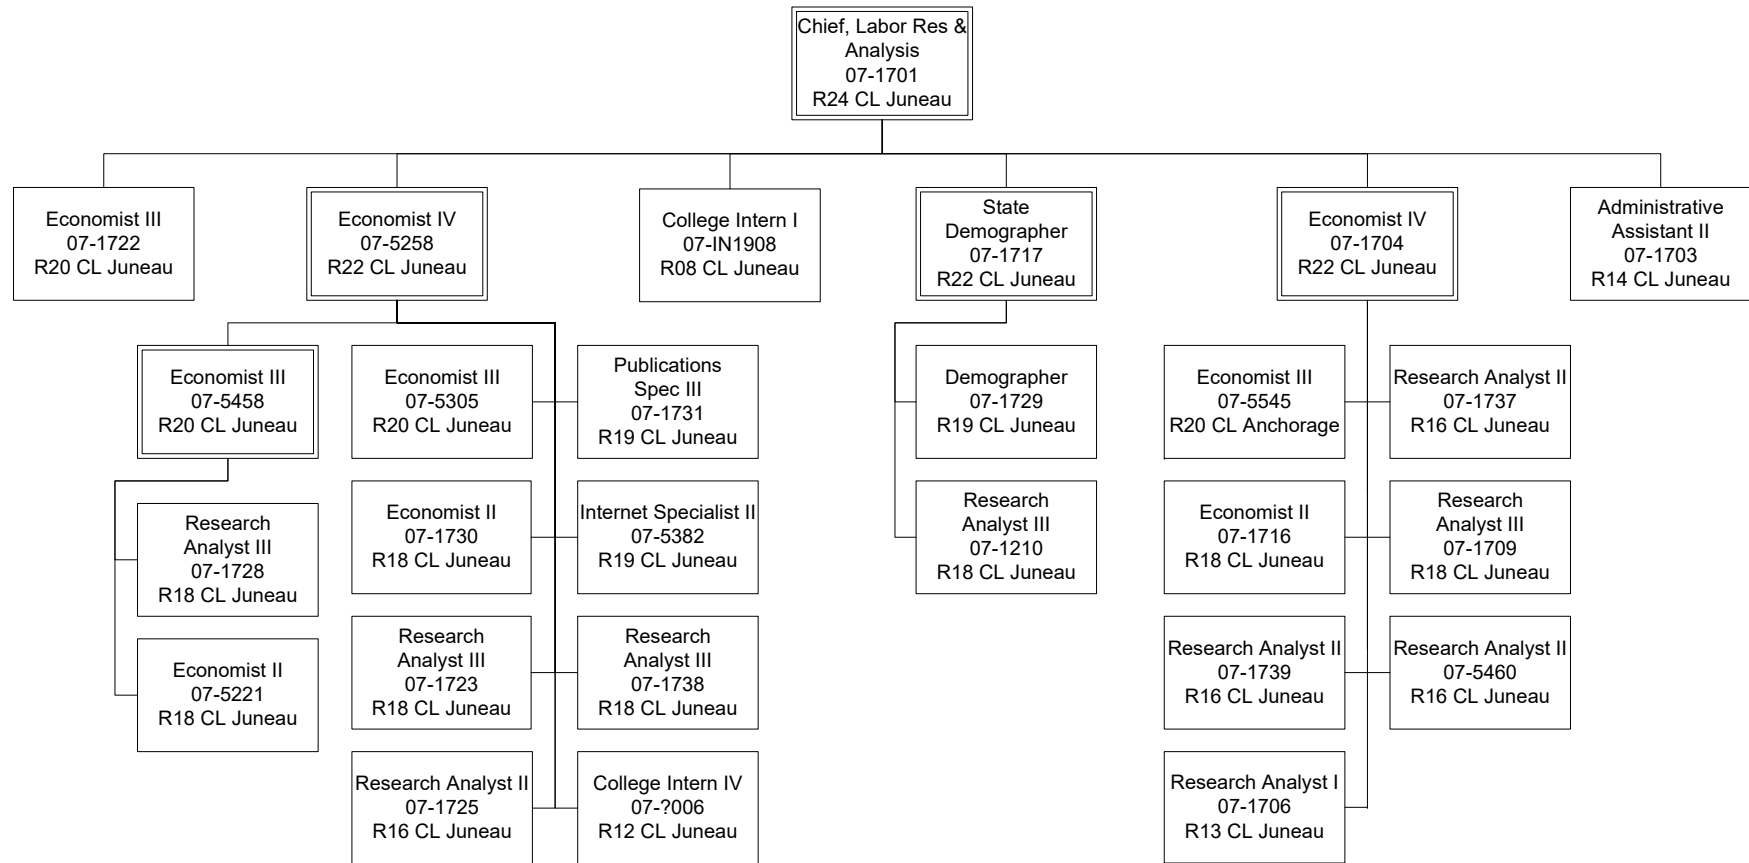 Chief, Labor Res &
Analysis
07-1701
R24 CL Juneau
Economist III
07-1722
R20 CL Juneau
Economist IV
07-5258
R22 CL Juneau
College Intern I
07-IN1908
R08 CL Juneau
State
Demographer
07-1717
R22 CL Juneau
Economist IV
07-1704
R22 CL Juneau
Administrative
Assistant II
07-1703
R14 CL Juneau
Economist III
07-5458
R20 CL Juneau
Economist III
07-5305
R20 CL Juneau
Publications
Spec III
07-1731
R19 CL Juneau
Demographer
07-1729
R19 CL Juneau
Economist III
07-5545
R20 CL Anchorage
Research Analyst II
07-1737
R16 CL Juneau
Research
Analyst III
07-1728
R18 CL Juneau
Economist II
07-1730
R18 CL Juneau
Internet Specialist II
07-5382
R19 CL Juneau
Research
Analyst III
07-1210
R18 CL Juneau
Economist II
07-1716
R18 CL Juneau
Research
Analyst III
07-1709
R18 CL Juneau
Economist II
07-5221
R18 CL Juneau
Research
Analyst III
07-1723
R18 CL Juneau
Research
Analyst III
07-1738
R18 CL Juneau
Research Analyst II
07-1739
R16 CL Juneau
Research Analyst II
07-5460
R16 CL Juneau
Research Analyst II
07-1725
R16 CL Juneau
College Intern IV
07-?006
R12 CL Juneau
Research Analyst I
07-1706
R13 CL Juneau